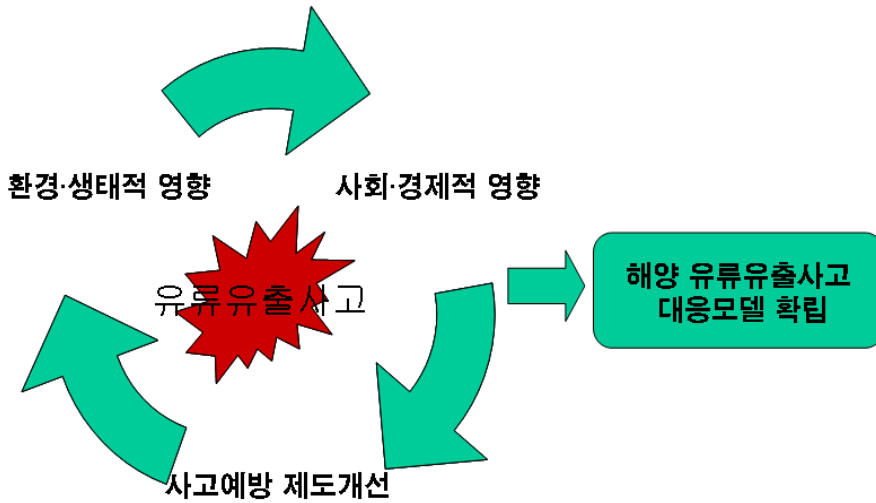 환경·생태적 영향
사회·경제적 영향
유류유출사고
해양 유류유출사고
대응모델 확립
사고예방 제도개선